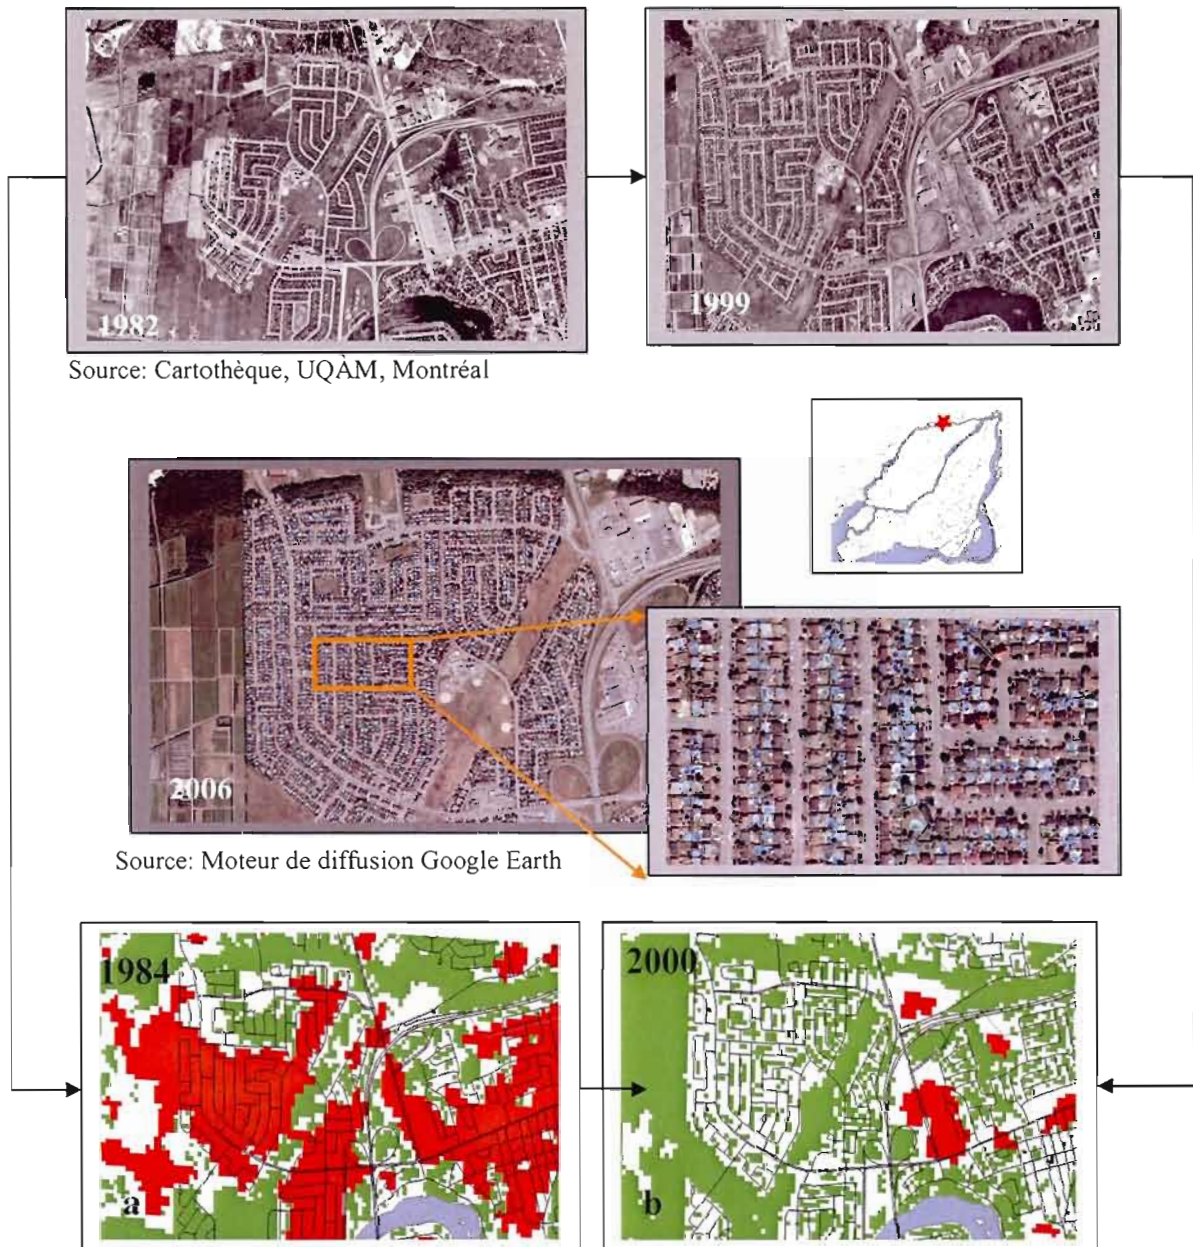 1982
1999
Source: Cartothèque, UQÀM, Montréal
2006
Source: Moteur de diffusion Google Earth
1984
2000
a
b